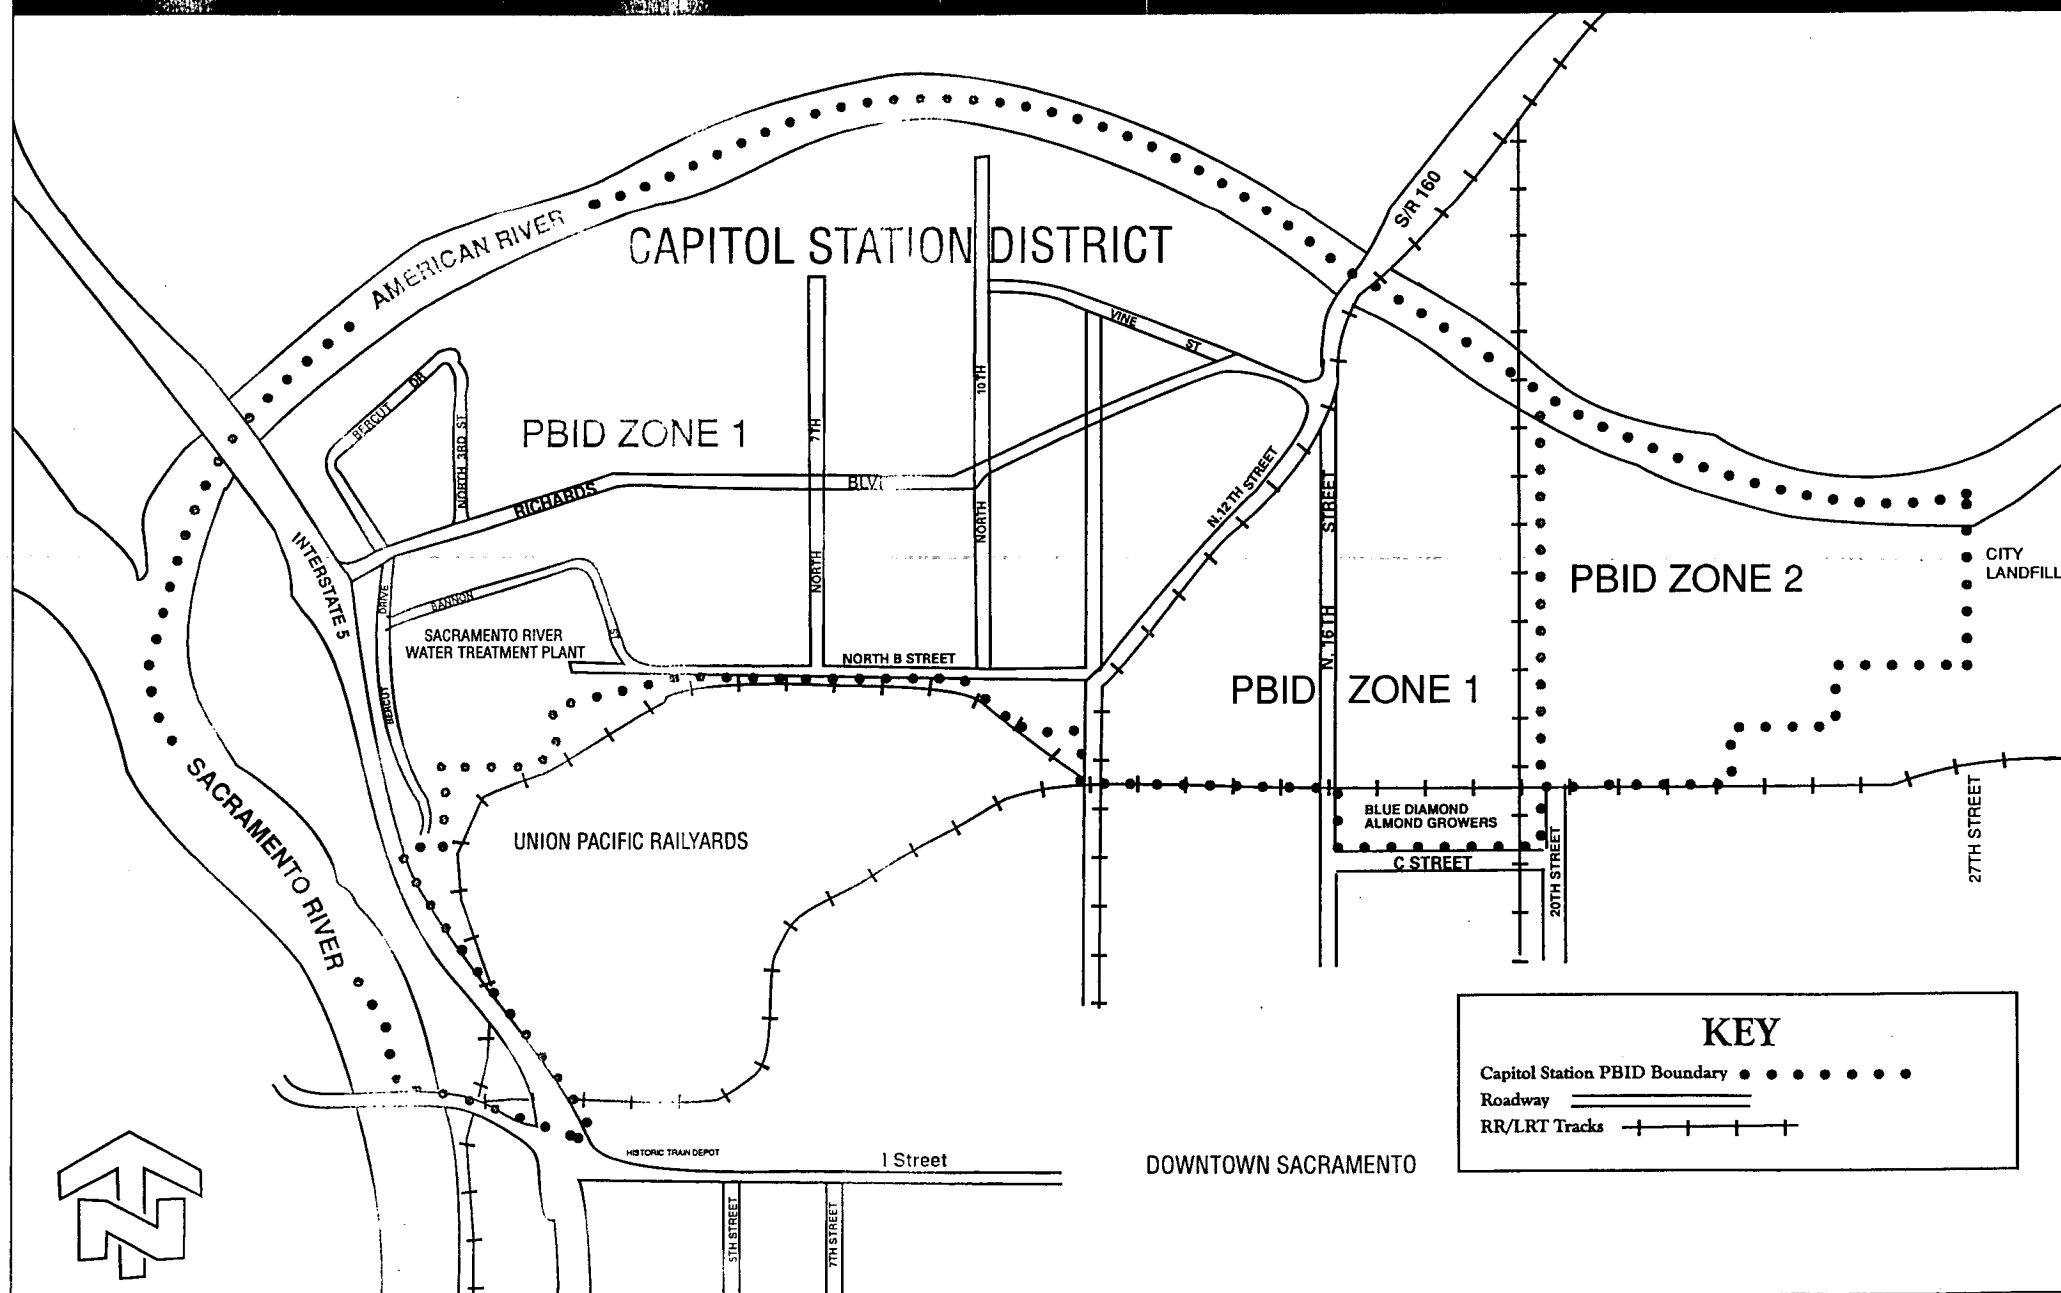 S/R 160
AMERICAN RIVER
CAPITOL STATION DISTRICT
VINE
ST
BERCUT DR
NORTH 3RD ST
PBID ZONE 1
7TH
10TH
RICHARDS
BLV
NORTH
NORTH
N.12TH STREET
N. 16TH STREET
INTERSTATE 5
DRIVE
BANNON
ST
CITY
LANDFILL
PBID ZONE 2
SACRAMENTO RIVER
WATER TREATMENT PLANT
NORTH B STREET
BERCUT
PBID ZONE 1
SACRAMENTO RIVER
UNION PACIFIC RAILYARDS
BLUE DIAMOND
ALMOND GROWERS
C STREET
20TH STREET
27TH STREET
KEY
Capitol Station PBID Boundary
Roadway
RR/LRT Tracks
HISTORIC TRAIN DEPOT
I Street
DOWNTOWN SACRAMENTO
5TH STREET
7TH STREET
N